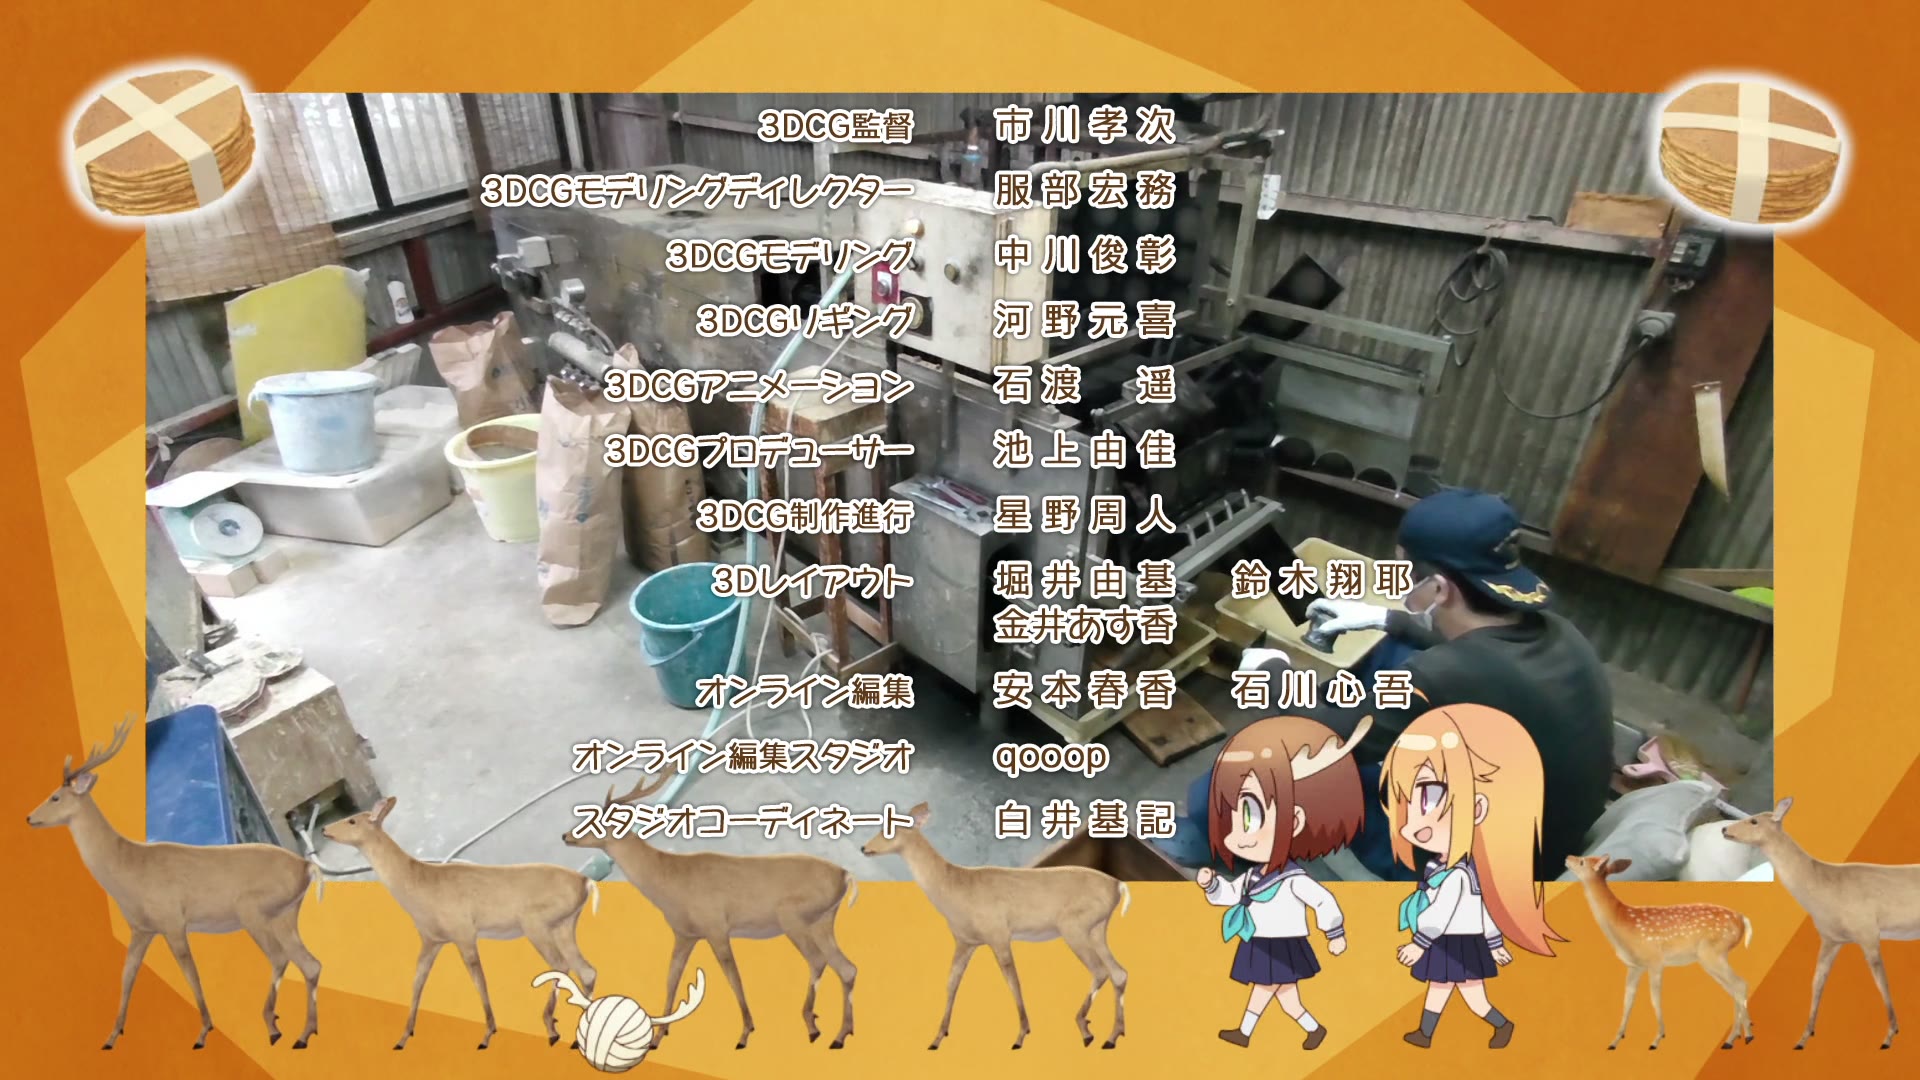 3DCG監督 市川孝次
3DCGモデリングディレクター 服部宏務
3DCGモデリング 中川俊彰
3DCGリギング 河野元喜
3DCGアニメーション 石渡 遥
3DCGプロデューサー 池上由佳
3DCG制作進行 星野周人
3Dレイアウト 堀井由基 鈴木翔耶
金井あす香
オンライン編集 安本春香 石川心吾
オンライン編集スタジオ qooop
スタジオコーディネート 白井基記